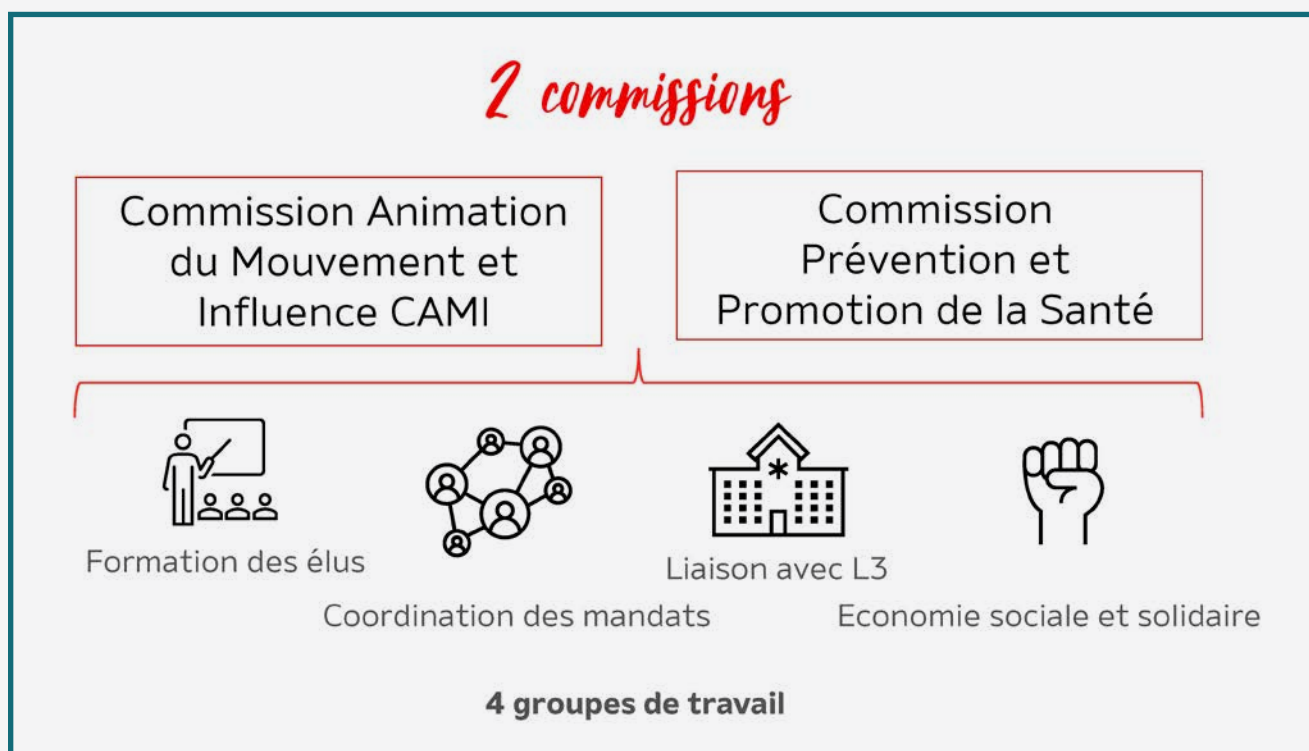 2 commissions
Commission Animation
du Mouvement et
Influence CAMI
Commission
Prévention et
Promotion de la Santé
Formation des élus
Coordination des mandats
Liaison avec L3
Economie sociale et solidaire
4 groupes de travail